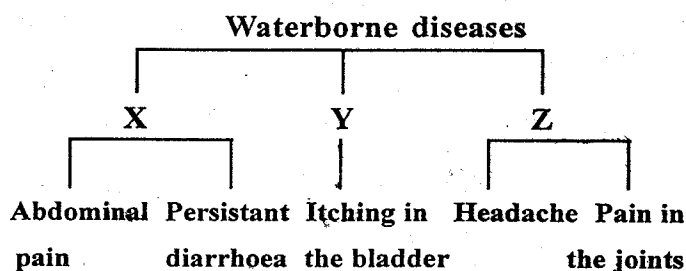 Waterborne diseases
X Y Z
Abdominal Persistant Itching in Headache Pain in
pain diarrhoea the bladder the joints